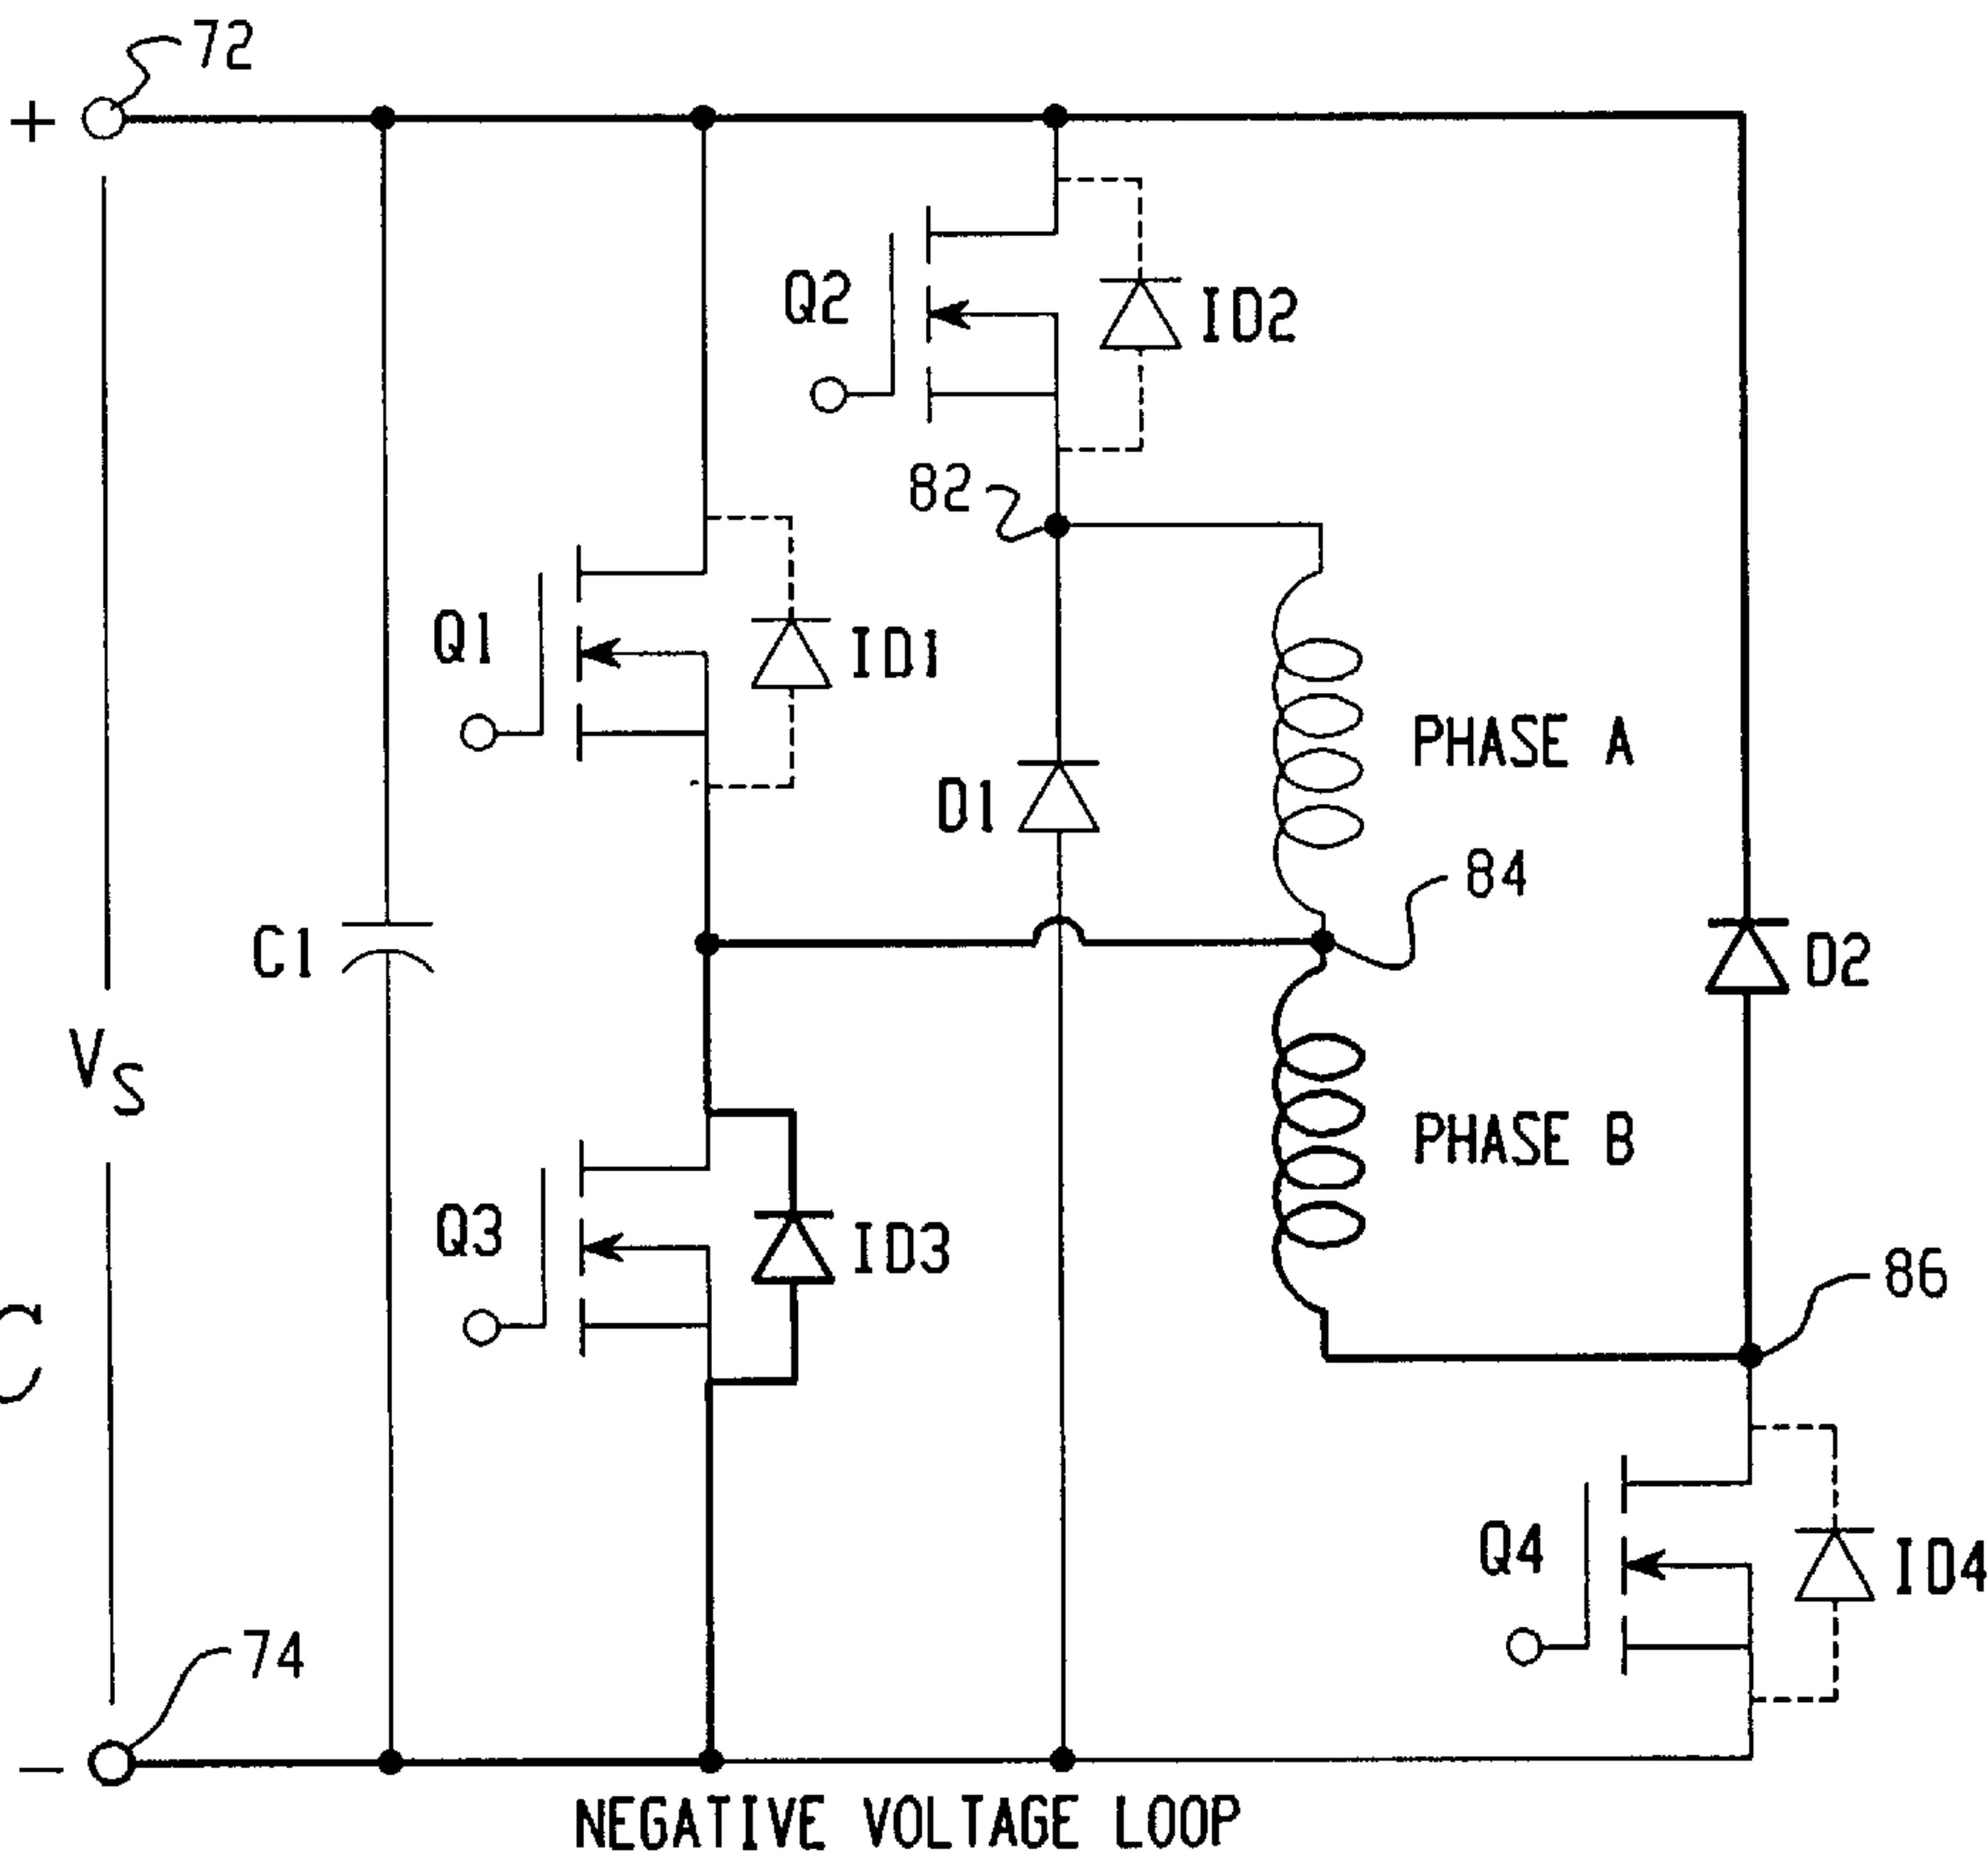 72
+
Q2
ID2
82
Q1
ID1
PHASE A
D1
84
C1
D2
VS
PHASE B
Q3
ID3
86
C
Q4
ID4
74
−
NEGATIVE VOLTAGE LOOP